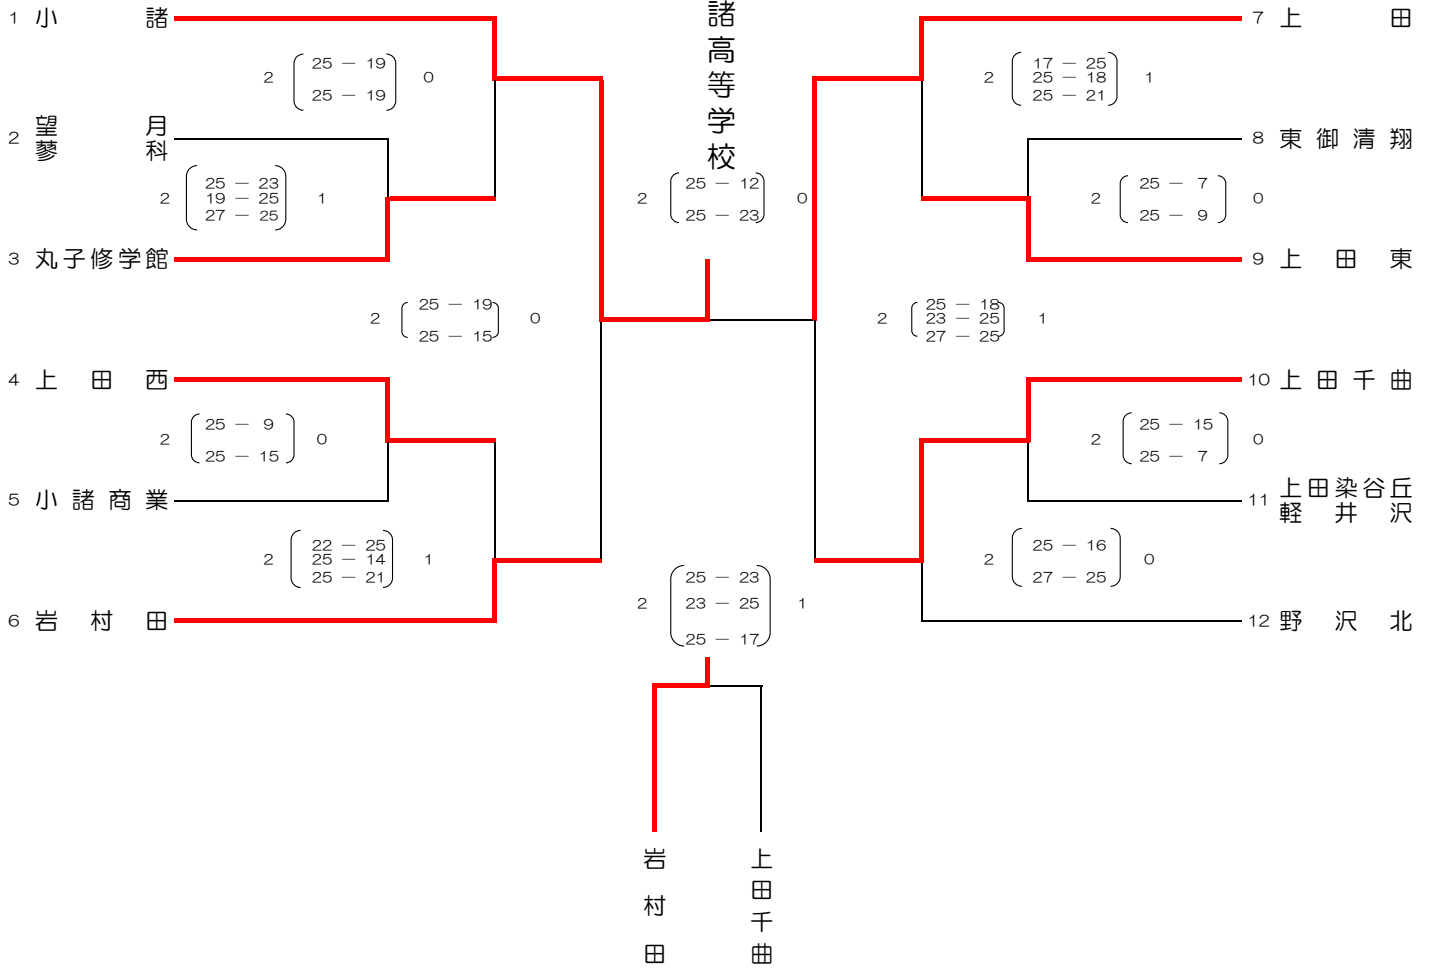 1 小諸
2 25 － 19 0
25 － 19
2 望月
蓼科
2 25 － 23 1
19 － 25
27 － 25
3 丸子修学館
2 25 － 19 0
25 － 15
4 上田西
2 25 － 9 0
25 － 15
5 小諸商業
2 22 － 25 1
25 － 14
25 － 21
6 岩村田
諸高等学校
2 25 － 12 0
25 － 23
2 25 － 23 1
23 － 25
25 － 17
岩村田
上田千曲
7 上田
2 17 － 25 1
25 － 18
25 － 21
8 東御清翔
2 25 － 7 0
25 － 9
9 上田東
2 25 － 18 1
23 － 25
27 － 25
10 上田千曲
2 25 － 15 0
25 － 7
11 上田染谷丘
軽井沢
2 25 － 16 0
27 － 25
12 野沢北